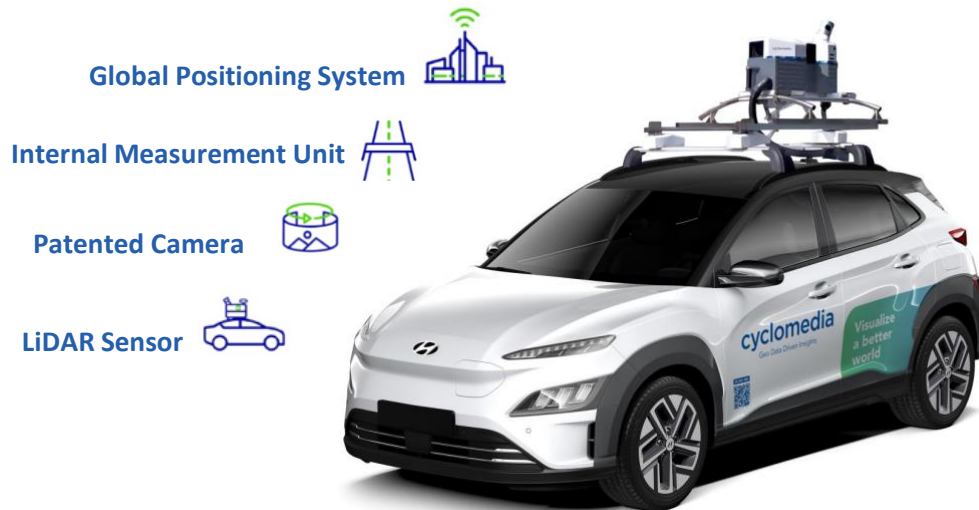 Global Positioning System
Internal Measurement Unit
Patented Camera
LiDAR Sensor
cyclomedia
Geo Data Driven Insights
Visualize
a better
world